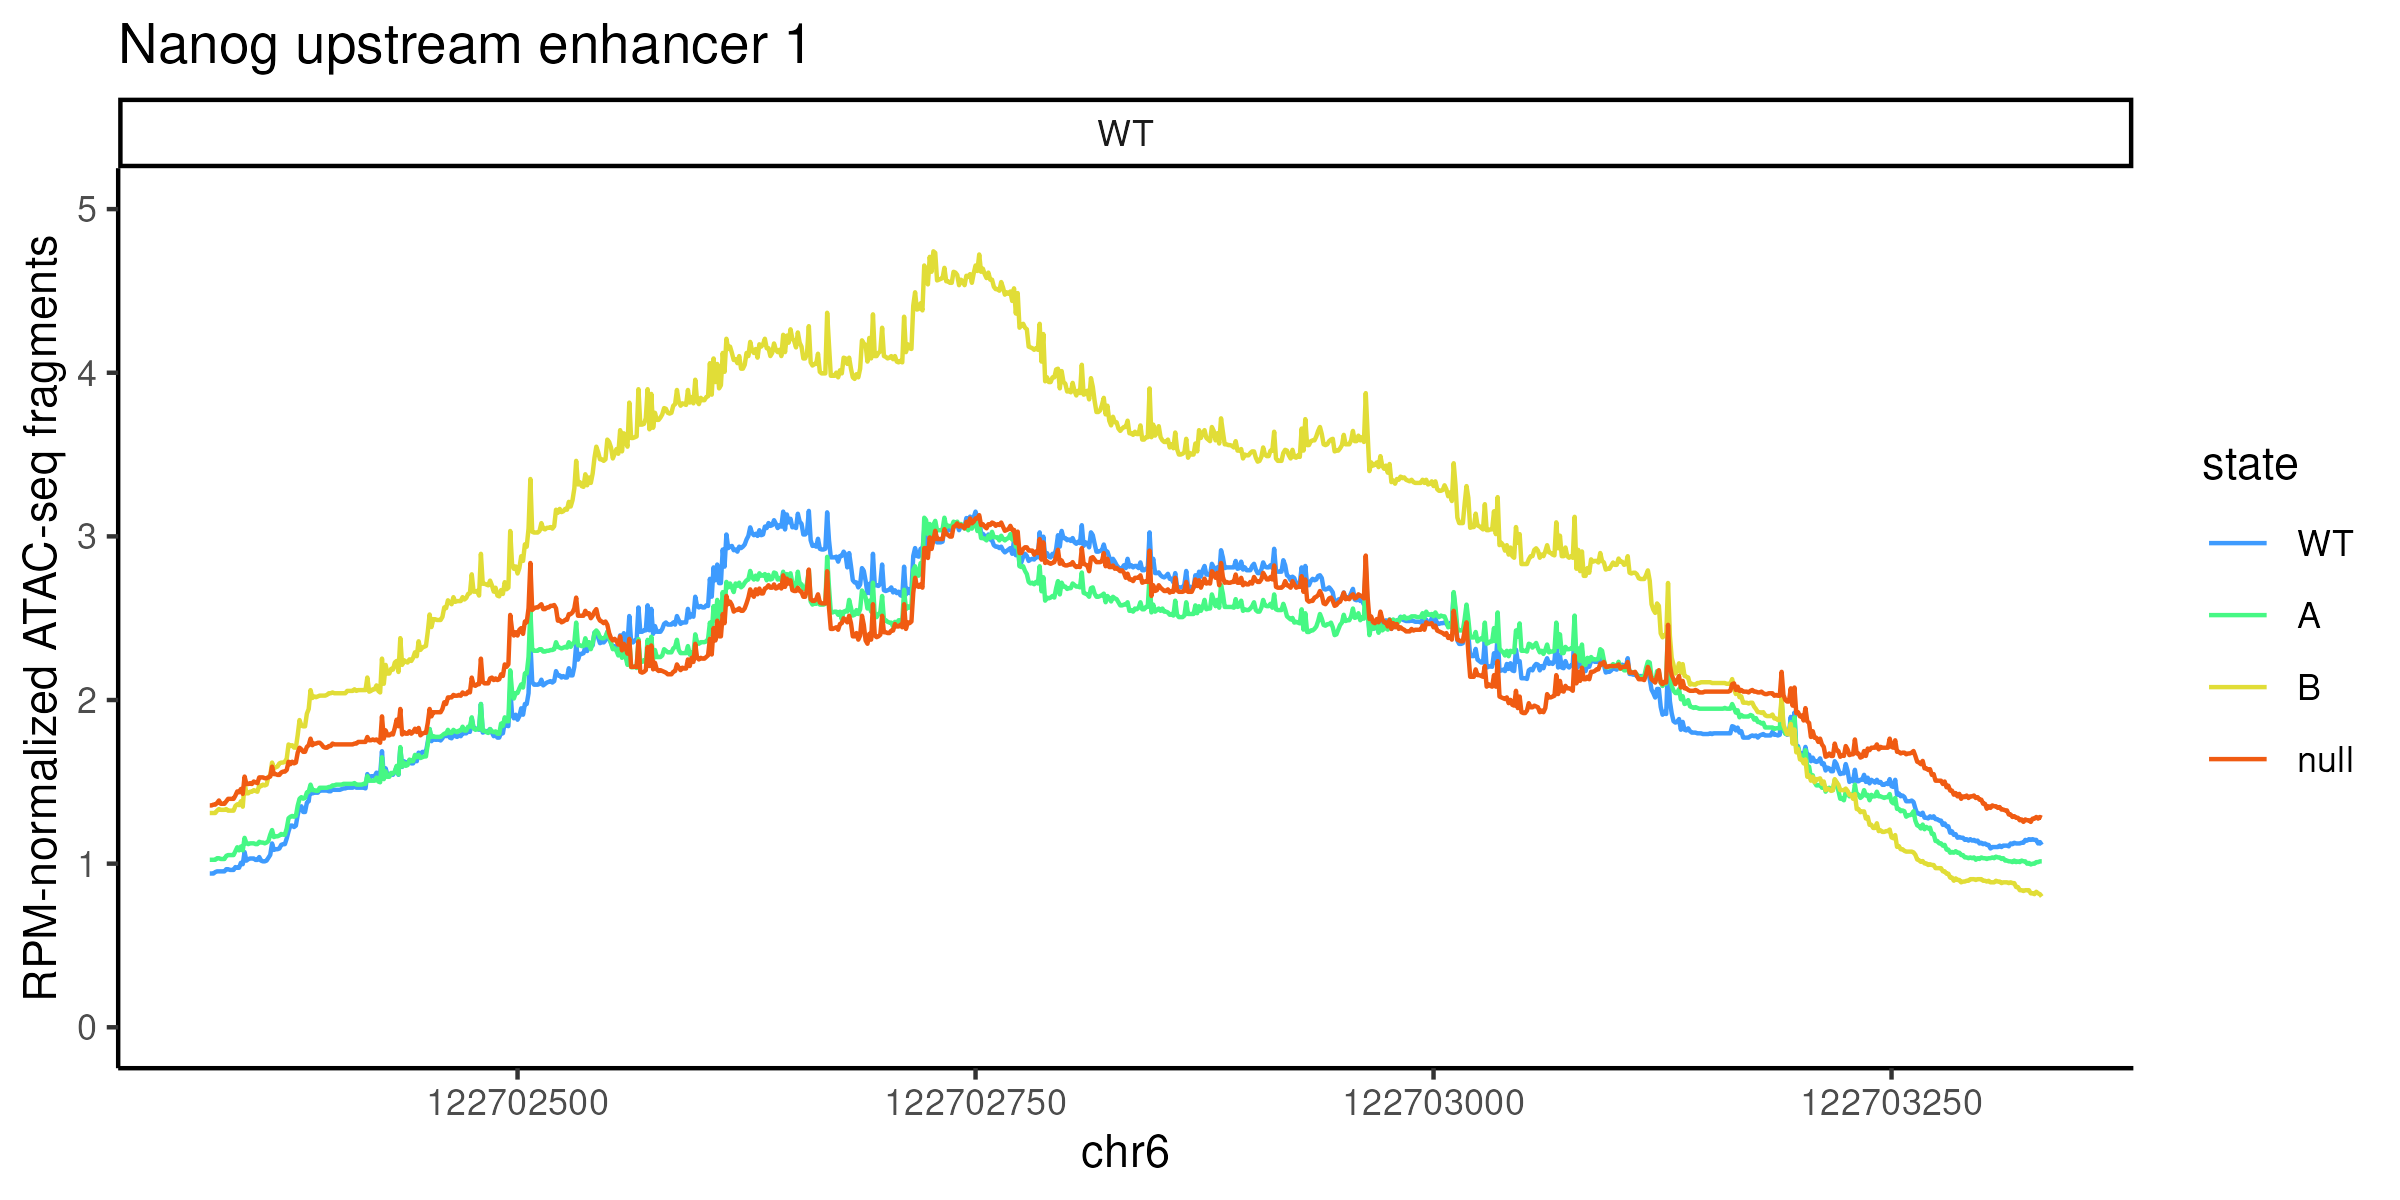 Nanog upstream enhancer 1
WT
RPM-normalized ATAC-seq fragments
5
4
3
2
1
0
122702500
122702750
122703000
122703250
chr6
state
WT
A
B
null